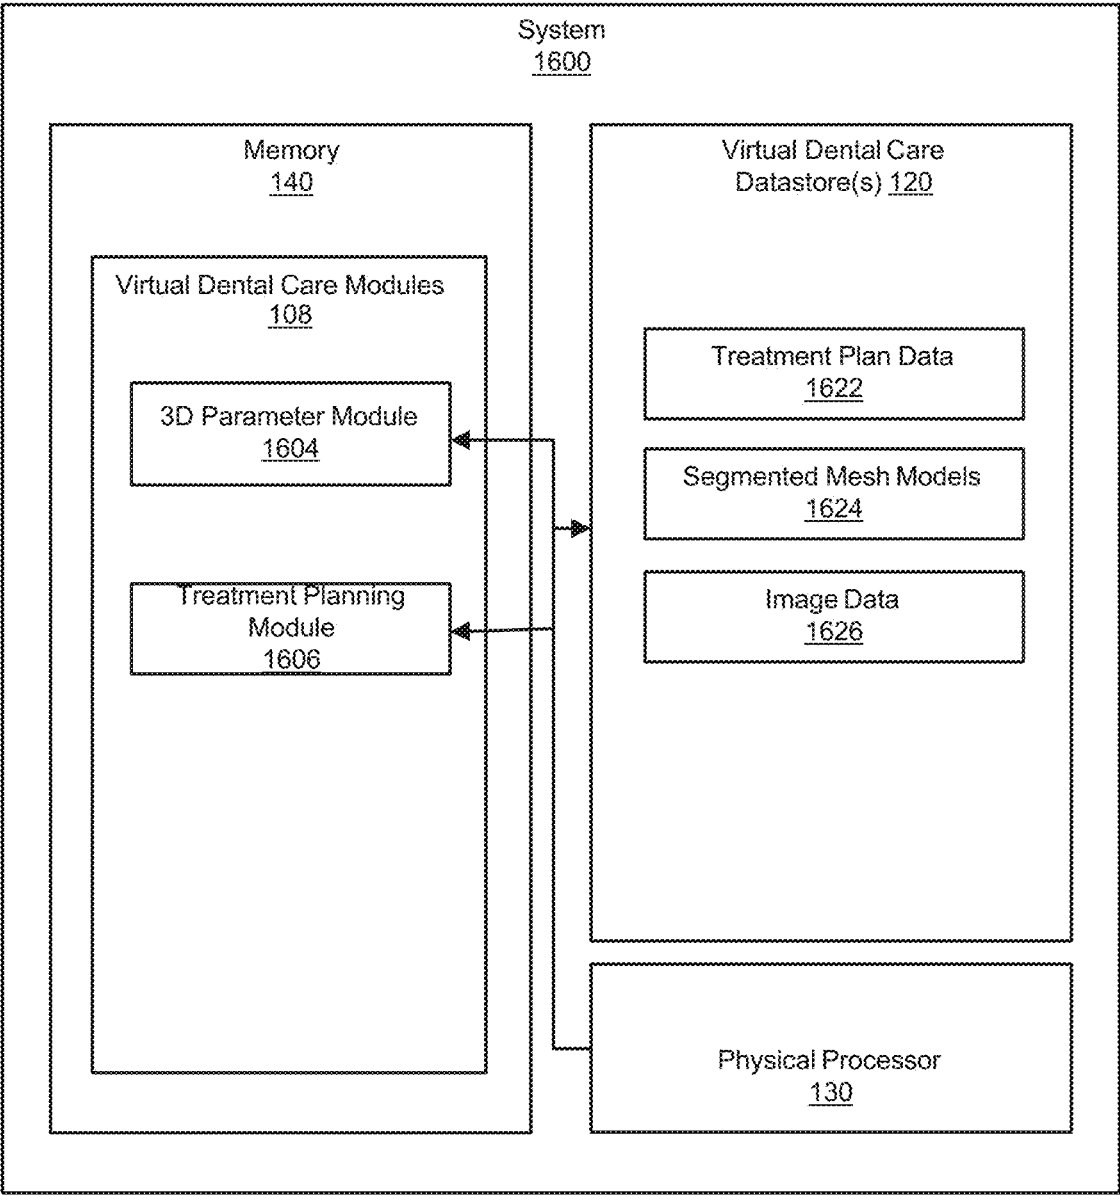 System
1600
Memory
140
Virtual Dental Care Modules
108
3D Parameter Module
1604
Treatment Planning
Module
1606
Virtual Dental Care
Datastore(s) 120
Treatment Plan Data
1622
Segmented Mesh Models
1624
Image Data
1626
Physical Processor
130